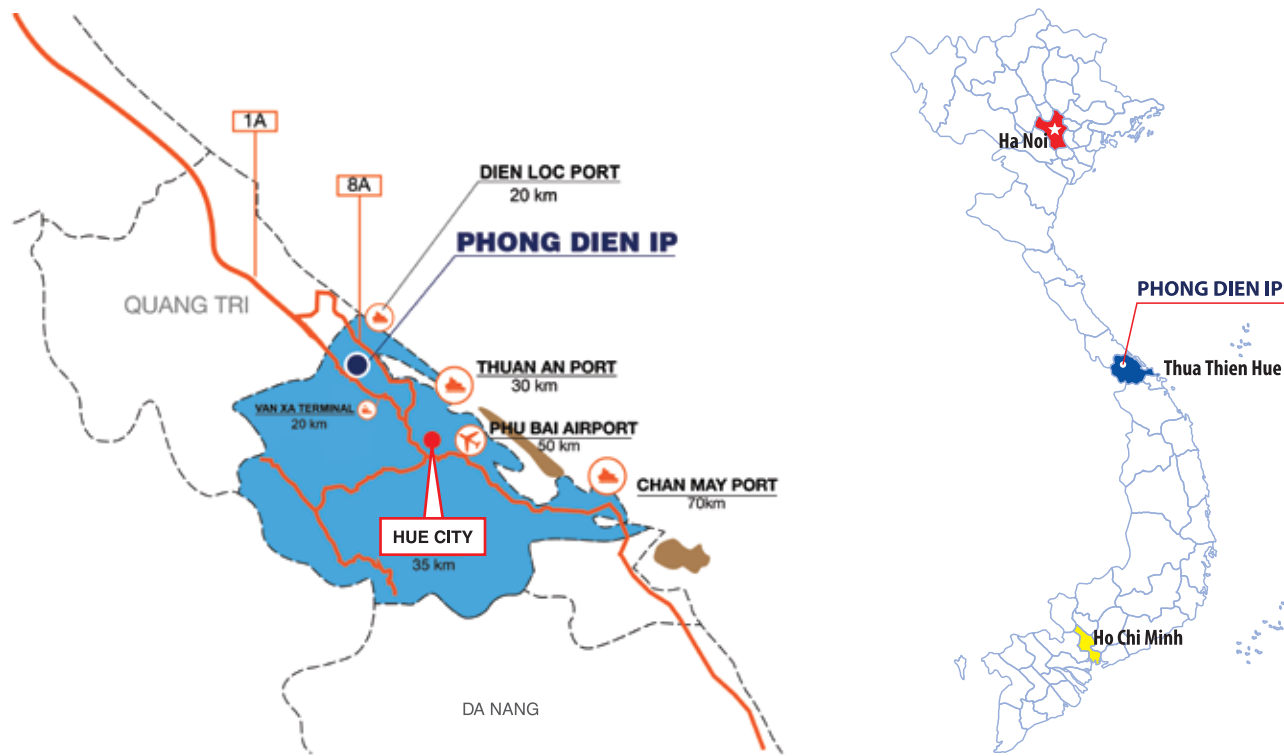 1A
8A
DIEN LOC PORT
20 km
PHONG DIEN IP
QUANG TRI
THUAN AN PORT
30 km
VAN XA TERMINAL
20 km
PHU BAI AIRPORT
50 km
CHAN MAY PORT
70km
HUE CITY
35 km
DA NANG
Ha Noi
PHONG DIEN IP
Thua Thien Hue
Ho Chi Minh